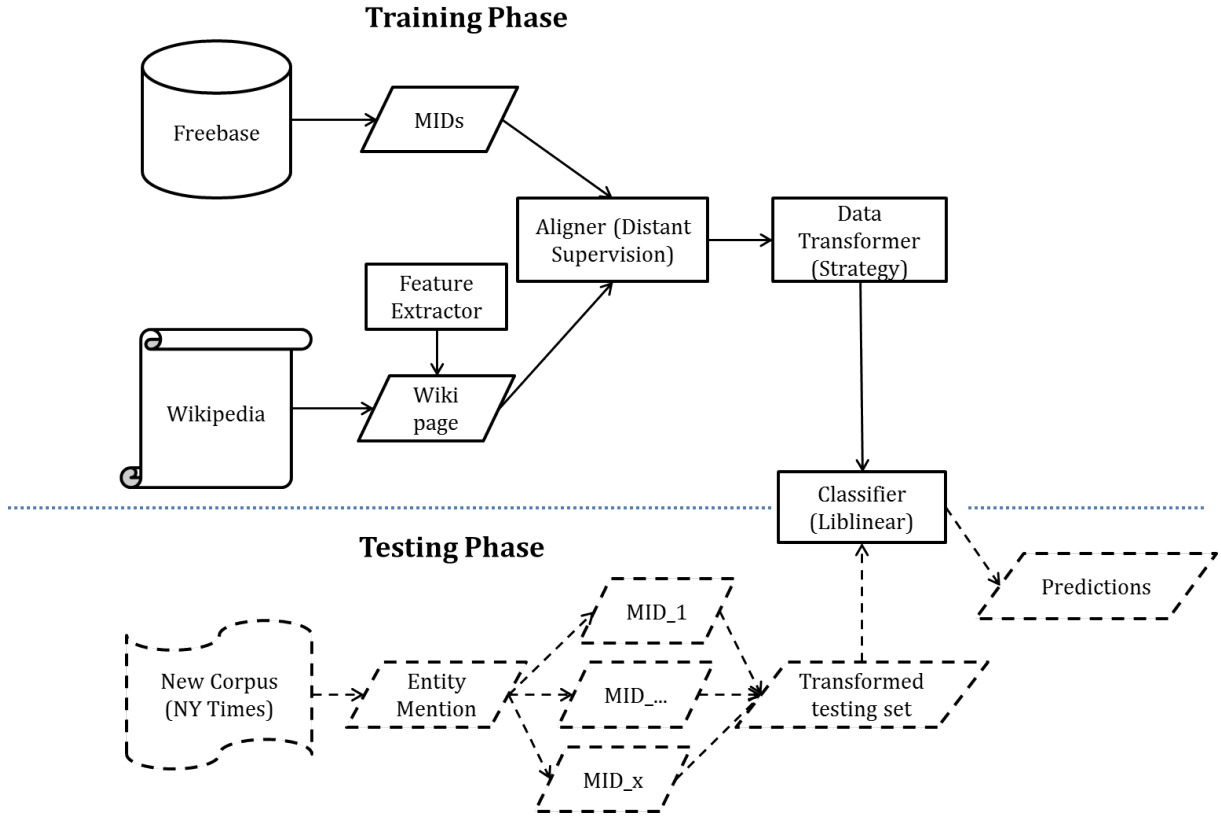 Training Phase
Freebase
MIDs
Aligner (Distant
Supervision)
Data
Transformer
(Strategy)
Feature
Extractor
Wikipedia
Wiki
page
Classifier
(Liblinear)
Testing Phase
Predictions
New Corpus
(NY Times)
Entity
Mention
MID_1
MID_...
MID_x
Transformed
testing set